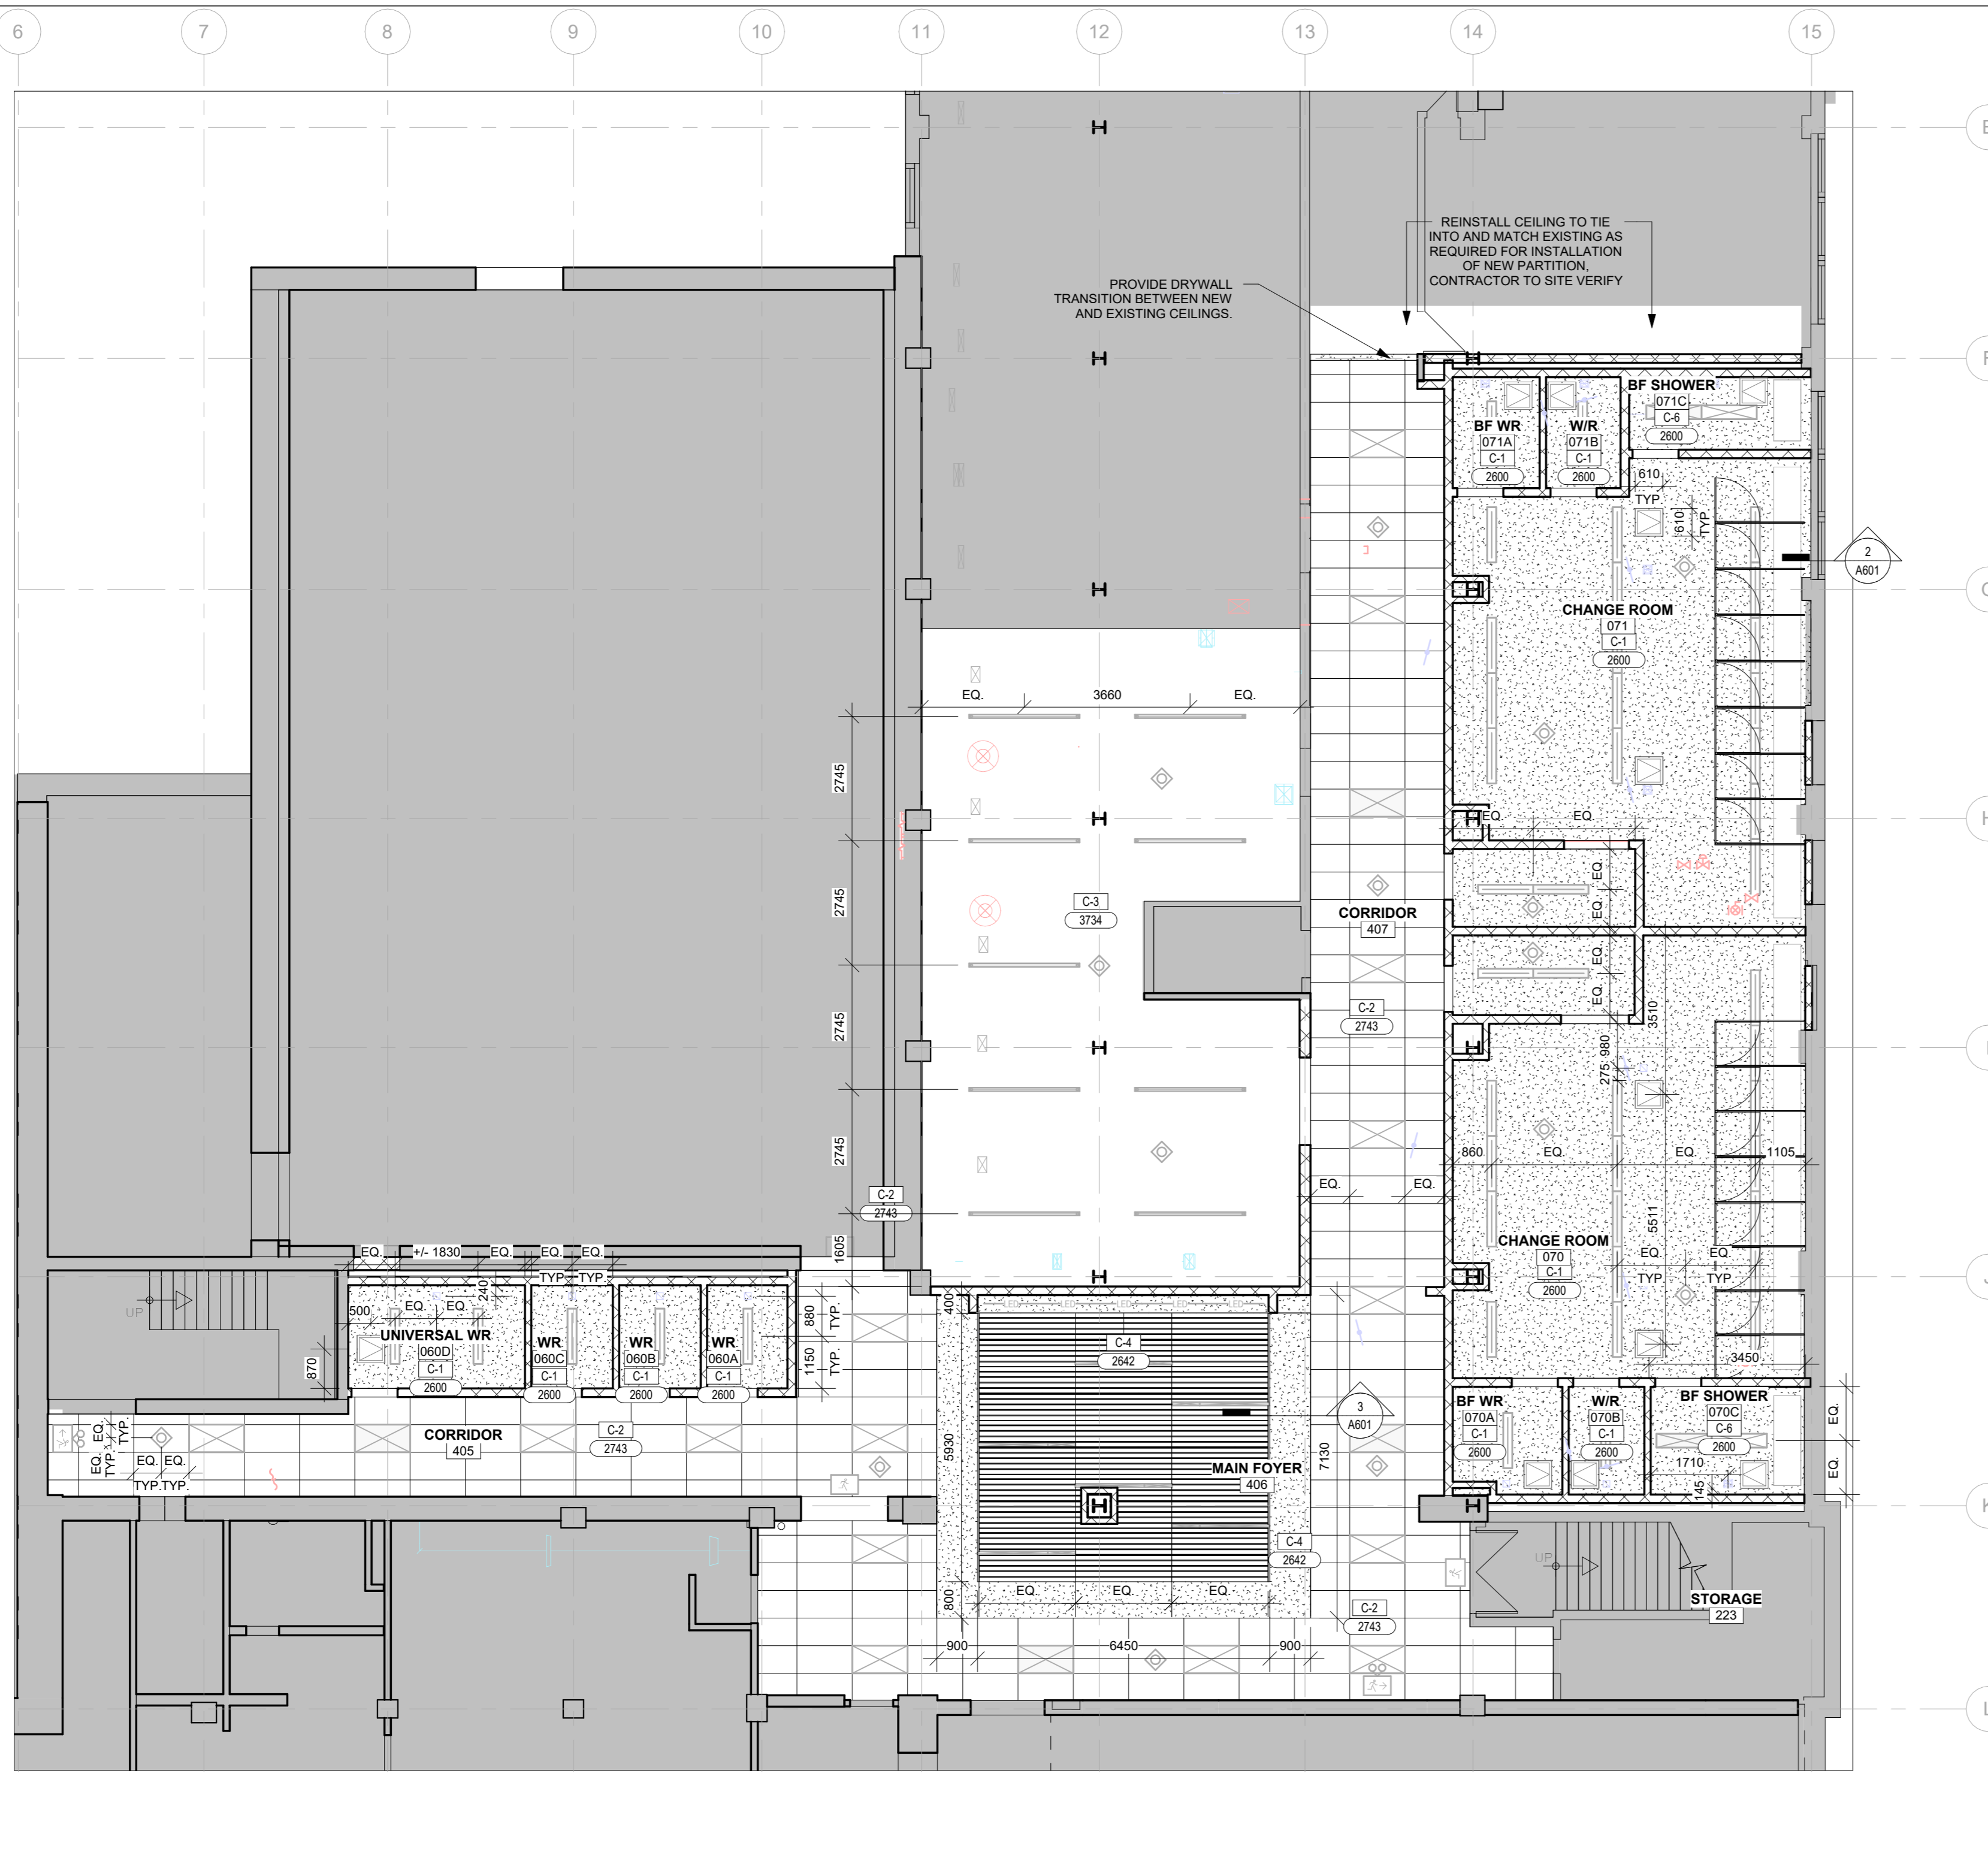 6 7 8 9 10 11 12 13 14 15
REINSTALL CEILING TO TIE
INTO AND MATCH EXISTING AS
REQUIRED FOR INSTALLATION
OF NEW PARTITION,
CONTRACTOR TO SITE VERIFY
PROVIDE DRYWALL
TRANSITION BETWEEN NEW
AND EXISTING CEILINGS.
BF SHOWER
071C
C-6
2600
BF WR
071A
C-1
2600
W/R
071B
C-1
2600
610
TYP.
610
TYP
2
A601
CHANGE ROOM
071
C-1
2600
EQ. 3660 EQ.
2745
2745
2745
2745
1605
C-3
3734
EQ. EQ.
EQ.
EQ.
EQ.
EQ.
CORRIDOR
407
C-2
2743
3510
980
275
860 EQ. EQ. 1105
EQ. EQ.
5511
CHANGE ROOM
070
C-1
2600
EQ. EQ.
TYP. TYP.
3450
C-2
2743
EQ. +/- 1830 EQ. EQ. EQ.
TYP. TYP.
240
UP
500
EQ. EQ.
870
UNIVERSAL WR
060D
C-1
2600
WR
060C
C-1
2600
WR
060B
C-1
2600
WR
060A
C-1
2600
880
TYP.
1150
TYP.
400
LED LED LED LED LED
C-4
2642
5930
7130
3
A601
MAIN FOYER
406
C-4
2642
CORRIDOR
405
C-2
2743
EQ.
TYP.
EQ.
TYP.
EQ. EQ.
TYP. TYP.
BF WR
070A
C-1
2600
W/R
070B
C-1
2600
BF SHOWER
070C
C-6
2600
1710
145
EQ.
EQ.
EQ. EQ. EQ.
800
900 6450 900
C-2
2743
UP
STORAGE
223